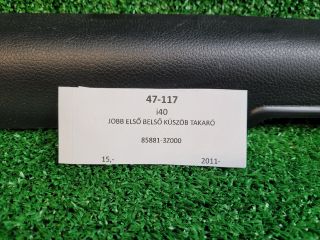 47-117
i40
JOBB ELSŐ BELSŐ KÜSZÖB TAKARÓ
85881-3Z000
15,- 2011-